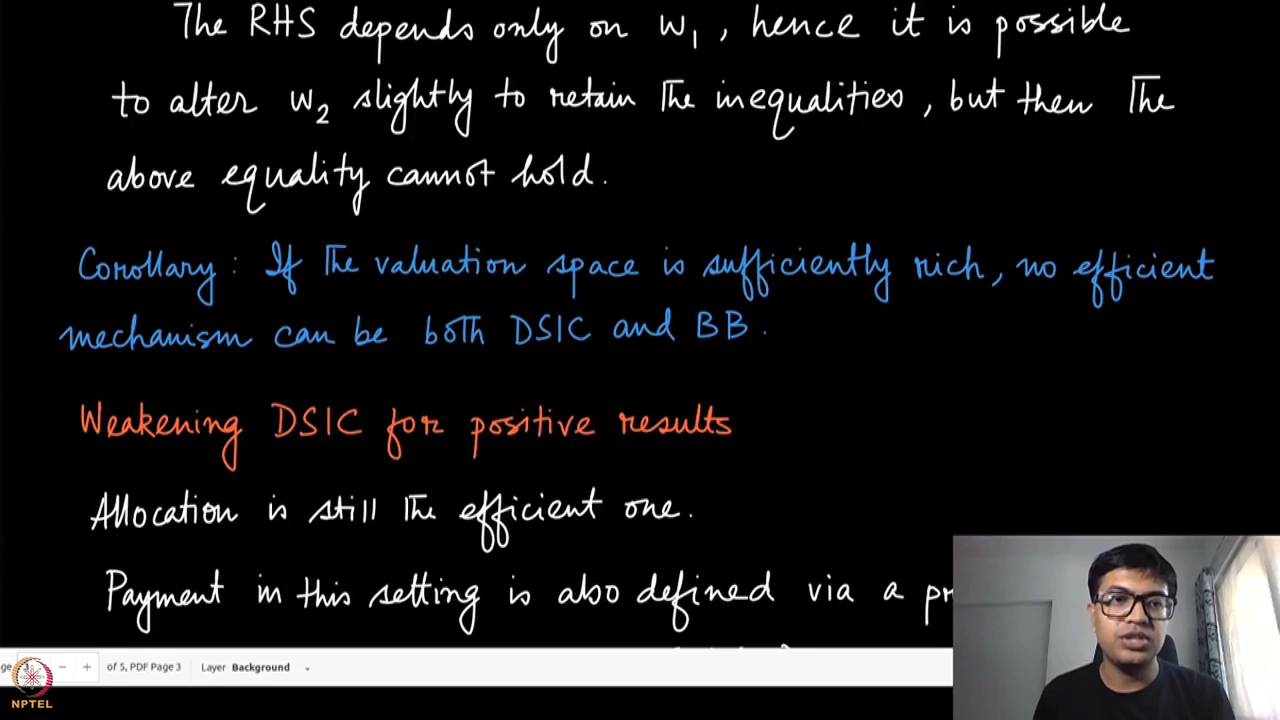 The RHS depends only on w₁, hence it is possible
to alter w₂ slightly to retain the inequalities, but then the
above equality cannot hold.
Corollary: If the valuation space is sufficiently rich, no efficient
mechanism can be both DSIC and BB.
Weakening DSIC for positive results
Allocation is still the efficient one.
Payment in this setting is also defined via a
of 5, PDF Page 3 Layer Background
NPTEL